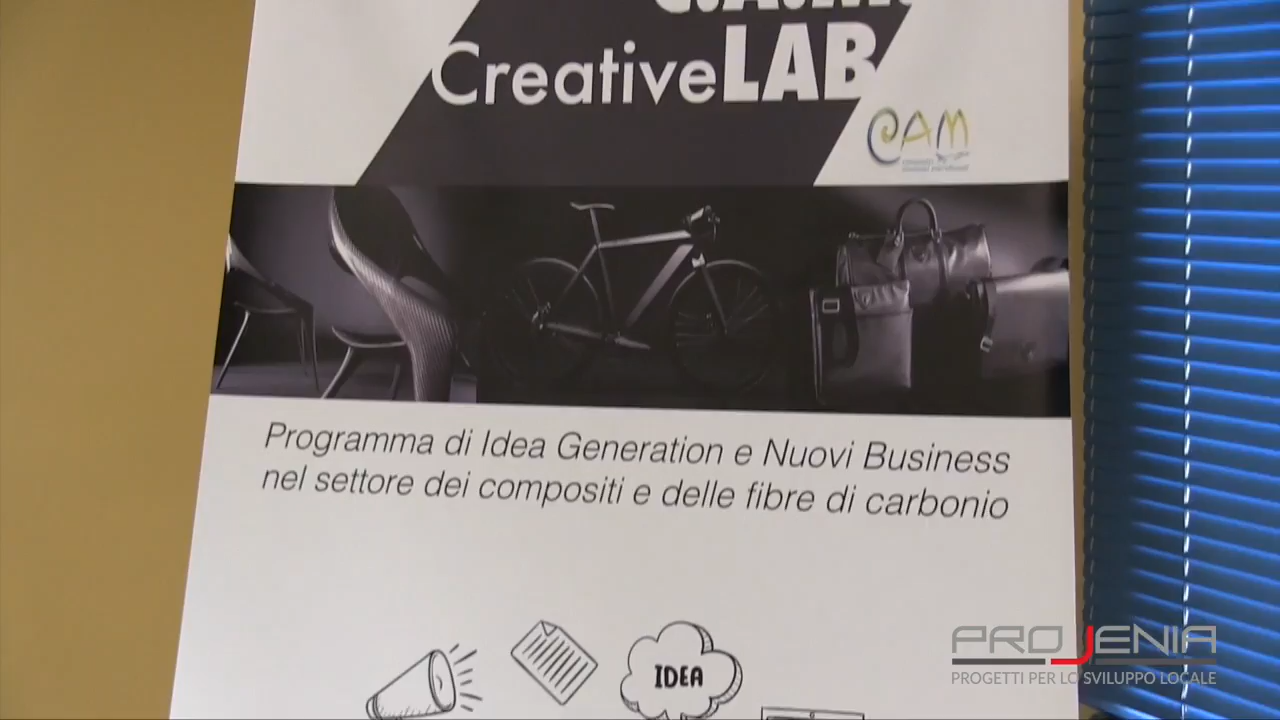 C.A.M.
CreativeLAB
CAM
Programma di Idea Generation e Nuovi Business
nel settore dei compositi e delle fibre di carbonio
IDEA
PROJENIA
PROGETTI PER LO SVILUPPO LOCALE